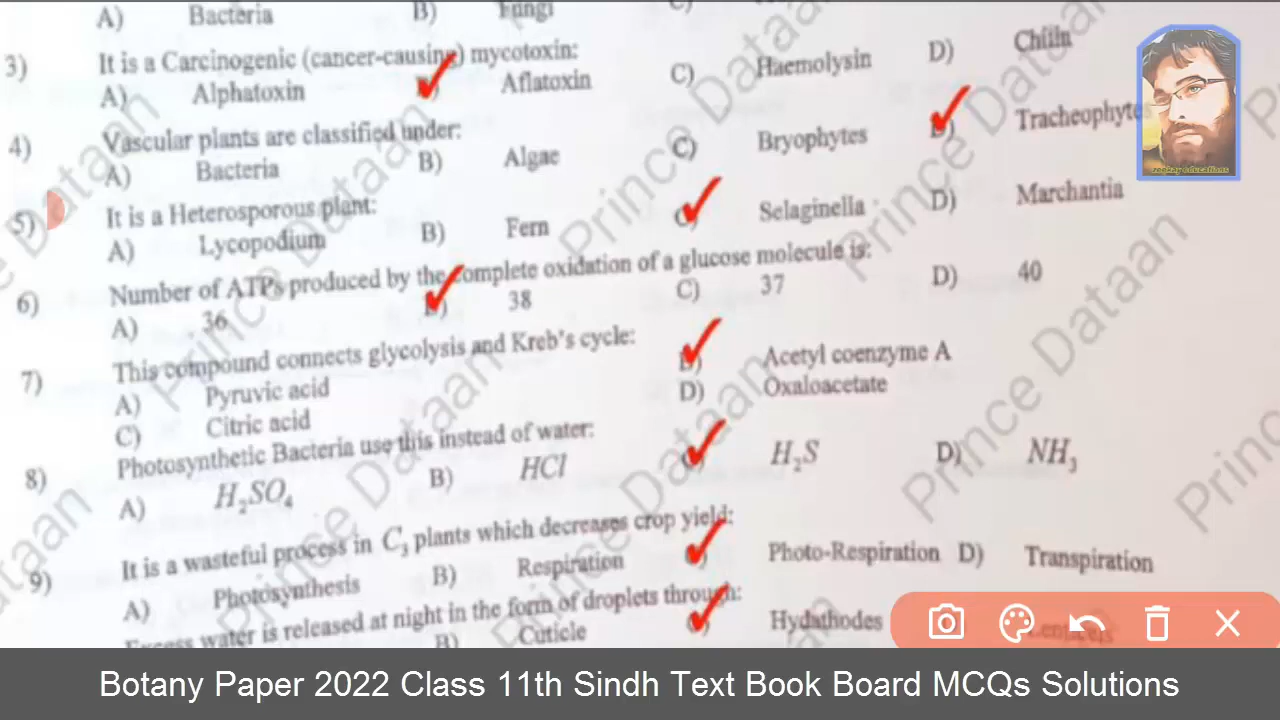 A) Bacteria B) Fungi C)
3) It is a Carcinogenic (cancer-causing) mycotoxin:
A) Alphatoxin Aflatoxin C) Haemolysin D) Chitin
4) Vascular plants are classified under:
A) Bacteria B) Algae C) Bryophytes D) Tracheophytes
5) It is a Heterosporous plant:
A) Lycopodium B) Fern C) Selaginella D) Marchantia
6) Number of ATPs produced by the complete oxidation of a glucose molecule is:
A) 36 B) 38 C) 37 D) 40
7) This compound connects glycolysis and Kreb's cycle:
A) Pyruvic acid B) Acetyl coenzyme A
C) Citric acid D) Oxaloacetate
8) Photosynthetic Bacteria use this instead of water:
A) H₂SO₄ B) HCl C) H₂S D) NH₃
9) It is a wasteful process in C₃ plants which decreases crop yield:
A) Photosynthesis B) Respiration Photo-Respiration D) Transpiration
Excess water is released at night in the form of droplets through:
B) Cuticle Hydathodes
Prince Dataan
zeeuay educations
Botany Paper 2022 Class 11th Sindh Text Book Board MCQs Solutions